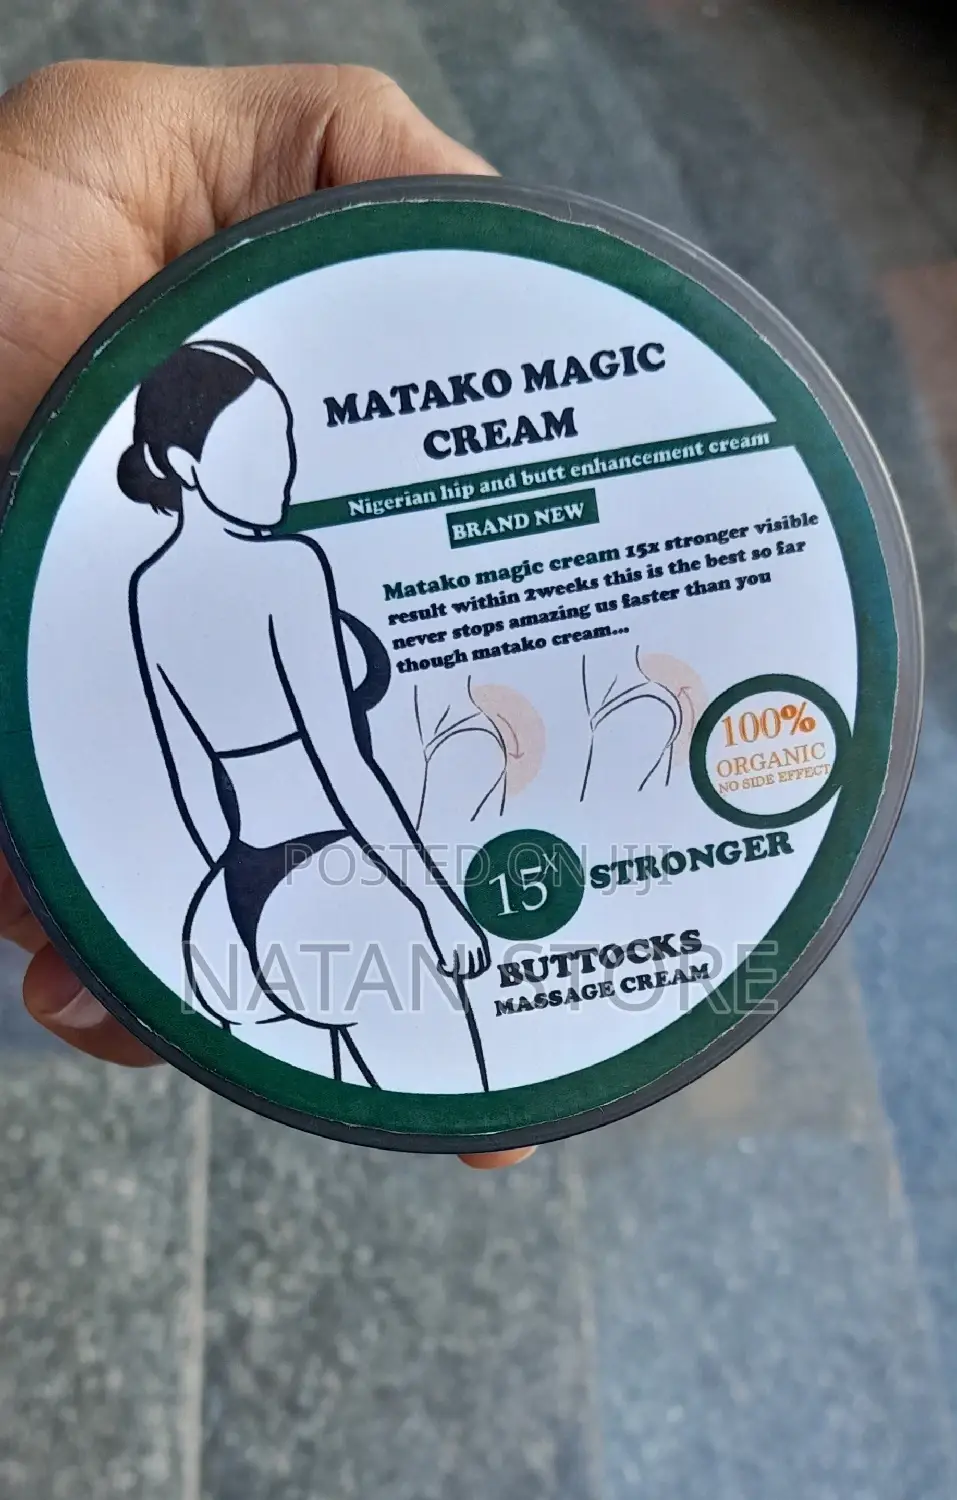 MATAKO MAGIC
CREAM
Nigerian hip and butt enhancement cream
BRAND NEW
Matako magic cream 15x stronger visible
result within 2weeks this is the best so far
never stops amazing us faster than you
though matako cream...
100%
ORGANIC
NO SIDE EFFECT
15X STRONGER
POSTED ON JIJI
NATAN STORE
BUTTOCKS
MASSAGE CREAM